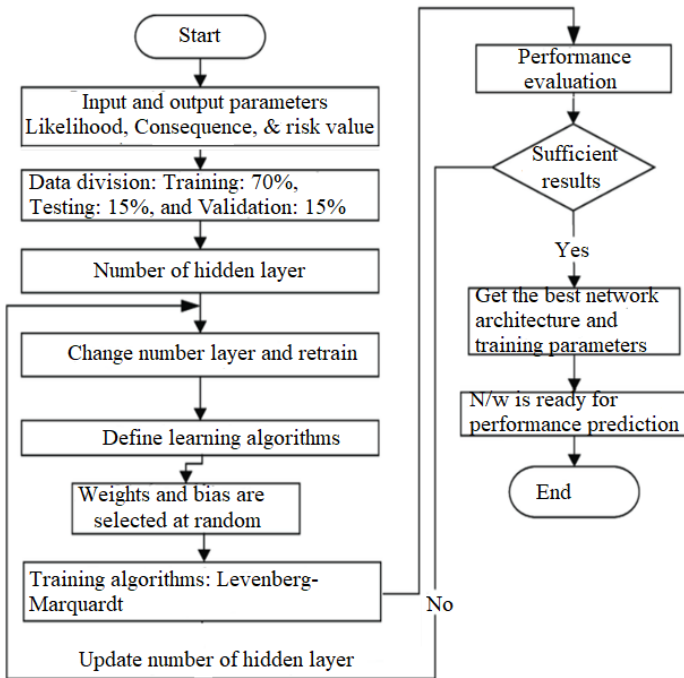 Start
Input and output parameters
Likelihood, Consequence, & risk value
Data division: Training: 70%,
Testing: 15%, and Validation: 15%
Number of hidden layer
Change number layer and retrain
Define learning algorithms
Weights and bias are
selected at random
Training algorithms: Levenberg-
Marquardt
Update number of hidden layer
No
Performance
evaluation
Sufficient
results
Yes
Get the best network
architecture and
training parameters
N/w is ready for
performance prediction
End